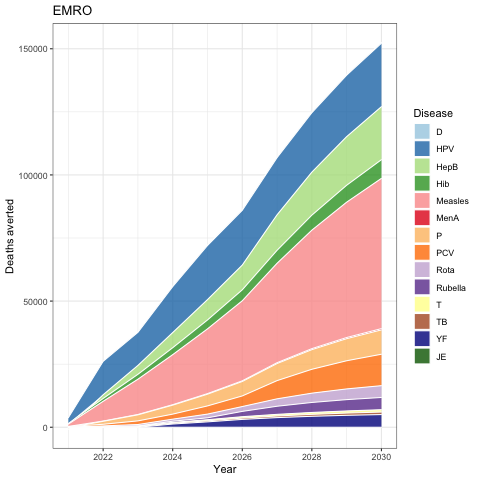 EMRO
150000
100000
50000
0
Deaths averted
2022 2024 2026 2028 2030
Year
Disease
D
HPV
HepB
Hib
Measles
MenA
P
PCV
Rota
Rubella
T
TB
YF
JE